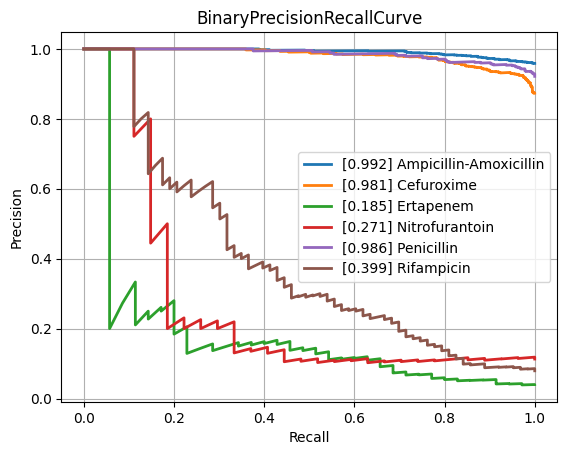 BinaryPrecisionRecallCurve
Precision
1.0
0.8
0.6
0.4
0.2
0.0
[0.992] Ampicillin-Amoxicillin
[0.981] Cefuroxime
[0.185] Ertapenem
[0.271] Nitrofurantoin
[0.986] Penicillin
[0.399] Rifampicin
0.0 0.2 0.4 0.6 0.8 1.0
Recall